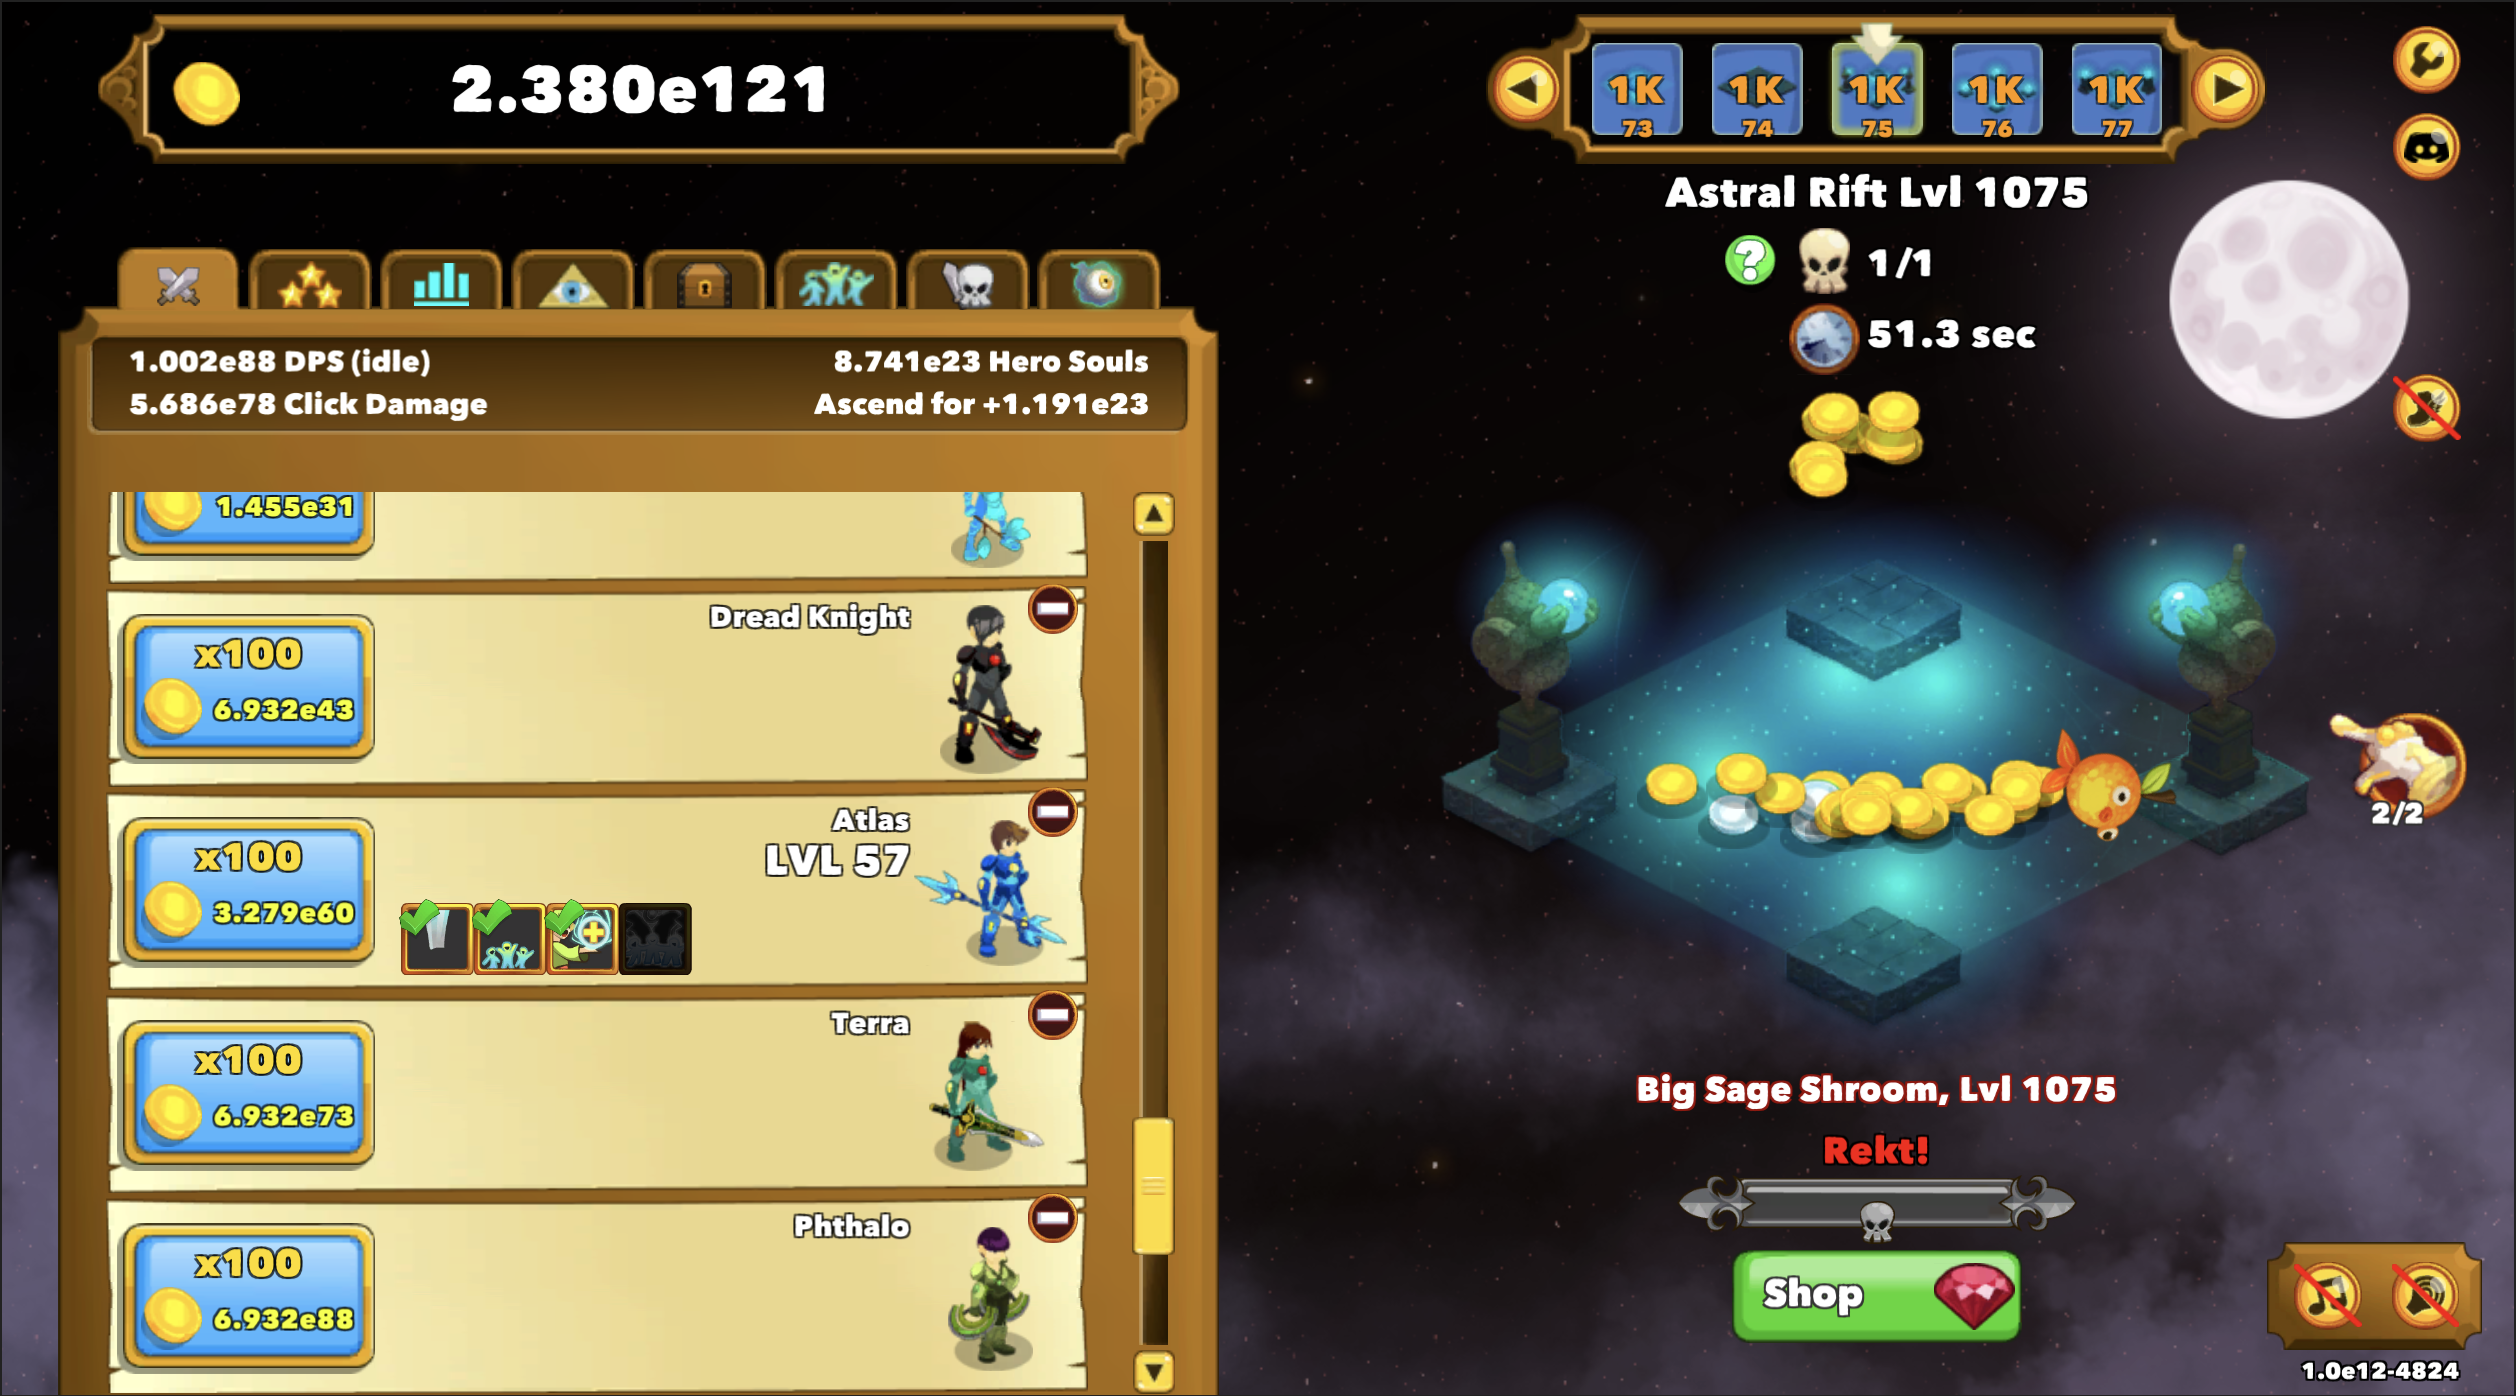 2.380e121
1K
73
1K
74
1K
75
1K
76
1K
77
Astral Rift Lvl 1075
1/1
51.3 sec
1.002e88 DPS (idle)
8.741e23 Hero Souls
5.686e78 Click Damage
Ascend for +1.191e23
1.455e31
Dread Knight
x100
6.932e43
Atlas
LVL 57
x100
3.279e60
Terra
x100
6.932e73
Phthalo
x100
6.932e88
2/2
Big Sage Shroom, Lvl 1075
Rekt!
Shop
1.0e12-4824